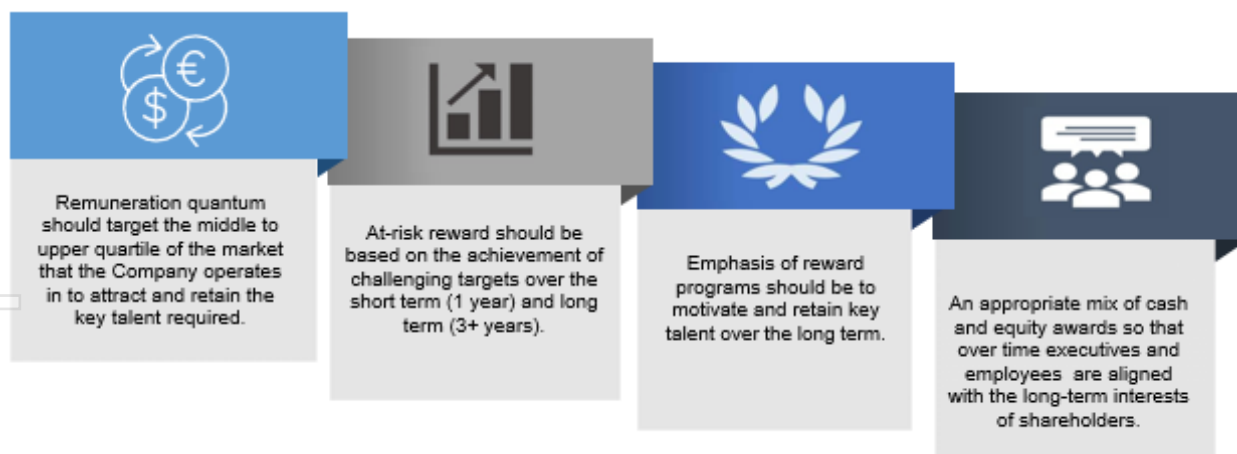 Remuneration quantum
should target the middle to
upper quartile of the market
that the Company operates
in to attract and retain the
key talent required.
At-risk reward should be
based on the achievement of
challenging targets over the
short term (1 year) and long
term (3+ years).
Emphasis of reward
programs should be to
motivate and retain key
talent over the long term.
An appropriate mix of cash
and equity awards so that
over time executives and
employees  are aligned
with the long-term interests
of shareholders.